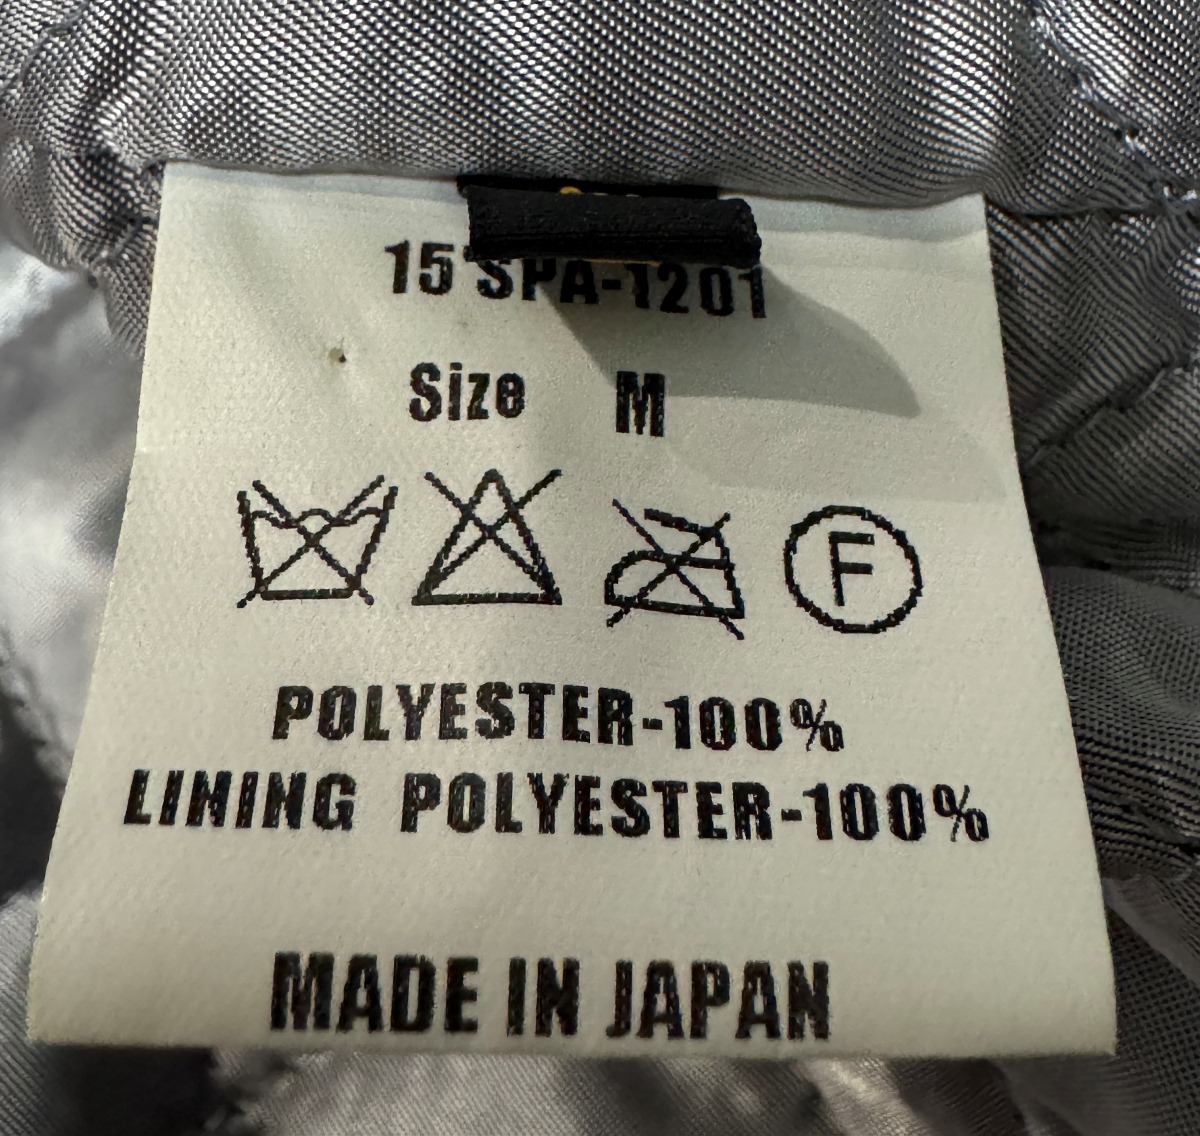 15'SPA-1201
Size M
F
POLYESTER-100%
LINING POLYESTER-100%
MADE IN JAPAN